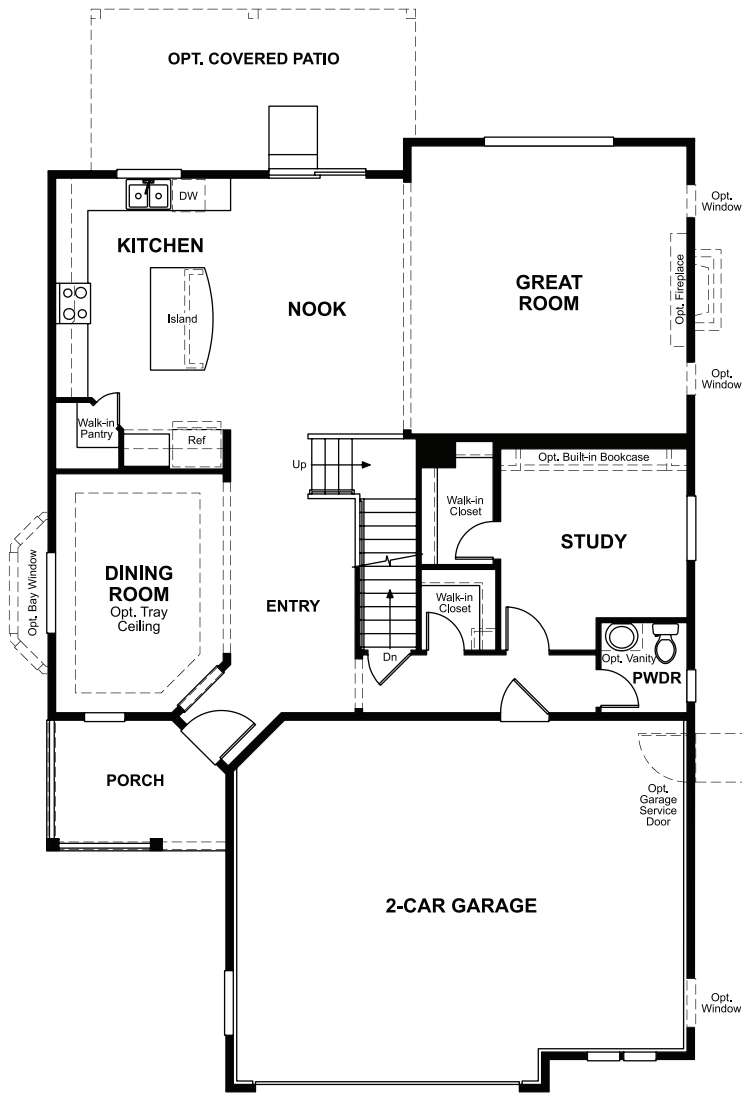 OPT. COVERED PATIO
DW
KITCHEN
Island
NOOK
GREAT
ROOM
Opt.
Window
Opt. Fireplace
Opt.
Window
Walk-in
Pantry
Ref
Up
Opt. Built-in Bookcase
Walk-in
Closet
STUDY
Opt. Bay Window
DINING
ROOM
Opt. Tray
Ceiling
ENTRY
Walk-in
Closet
Dn
Opt. Vanity
PWDR
PORCH
Opt.
Garage
Service
Door
2-CAR GARAGE
Opt.
Window